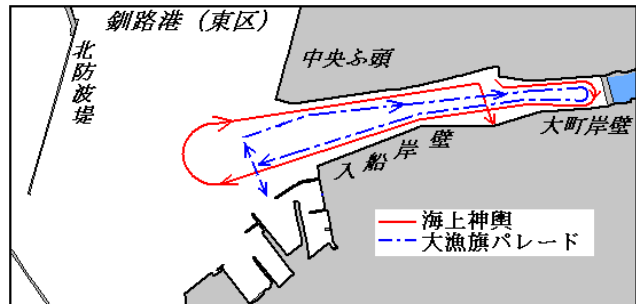 釧路港（東区）
北防波堤
中央ふ頭
大町岸壁
入船岸壁
海上神輿
大漁旗パレード